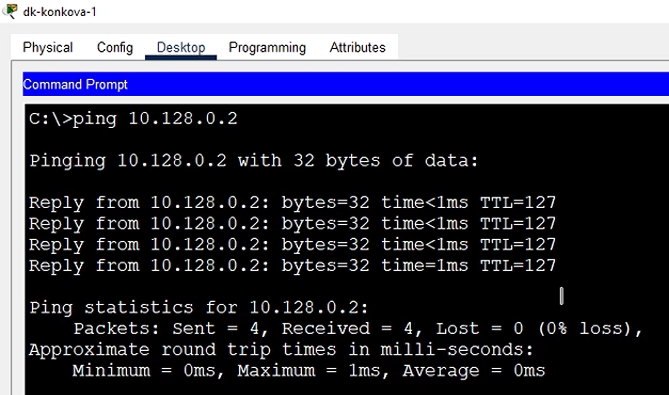 dk-konkova-1
Physical Config Desktop Programming Attributes
Command Prompt
C:\>ping 10.128.0.2
Pinging 10.128.0.2 with 32 bytes of data:
Reply from 10.128.0.2: bytes=32 time<1ms TTL=127
Reply from 10.128.0.2: bytes=32 time<1ms TTL=127
Reply from 10.128.0.2: bytes=32 time<1ms TTL=127
Reply from 10.128.0.2: bytes=32 time=1ms TTL=127
Ping statistics for 10.128.0.2:
    Packets: Sent = 4, Received = 4, Lost = 0 (0% loss),
Approximate round trip times in milli-seconds:
    Minimum = 0ms, Maximum = 1ms, Average = 0ms